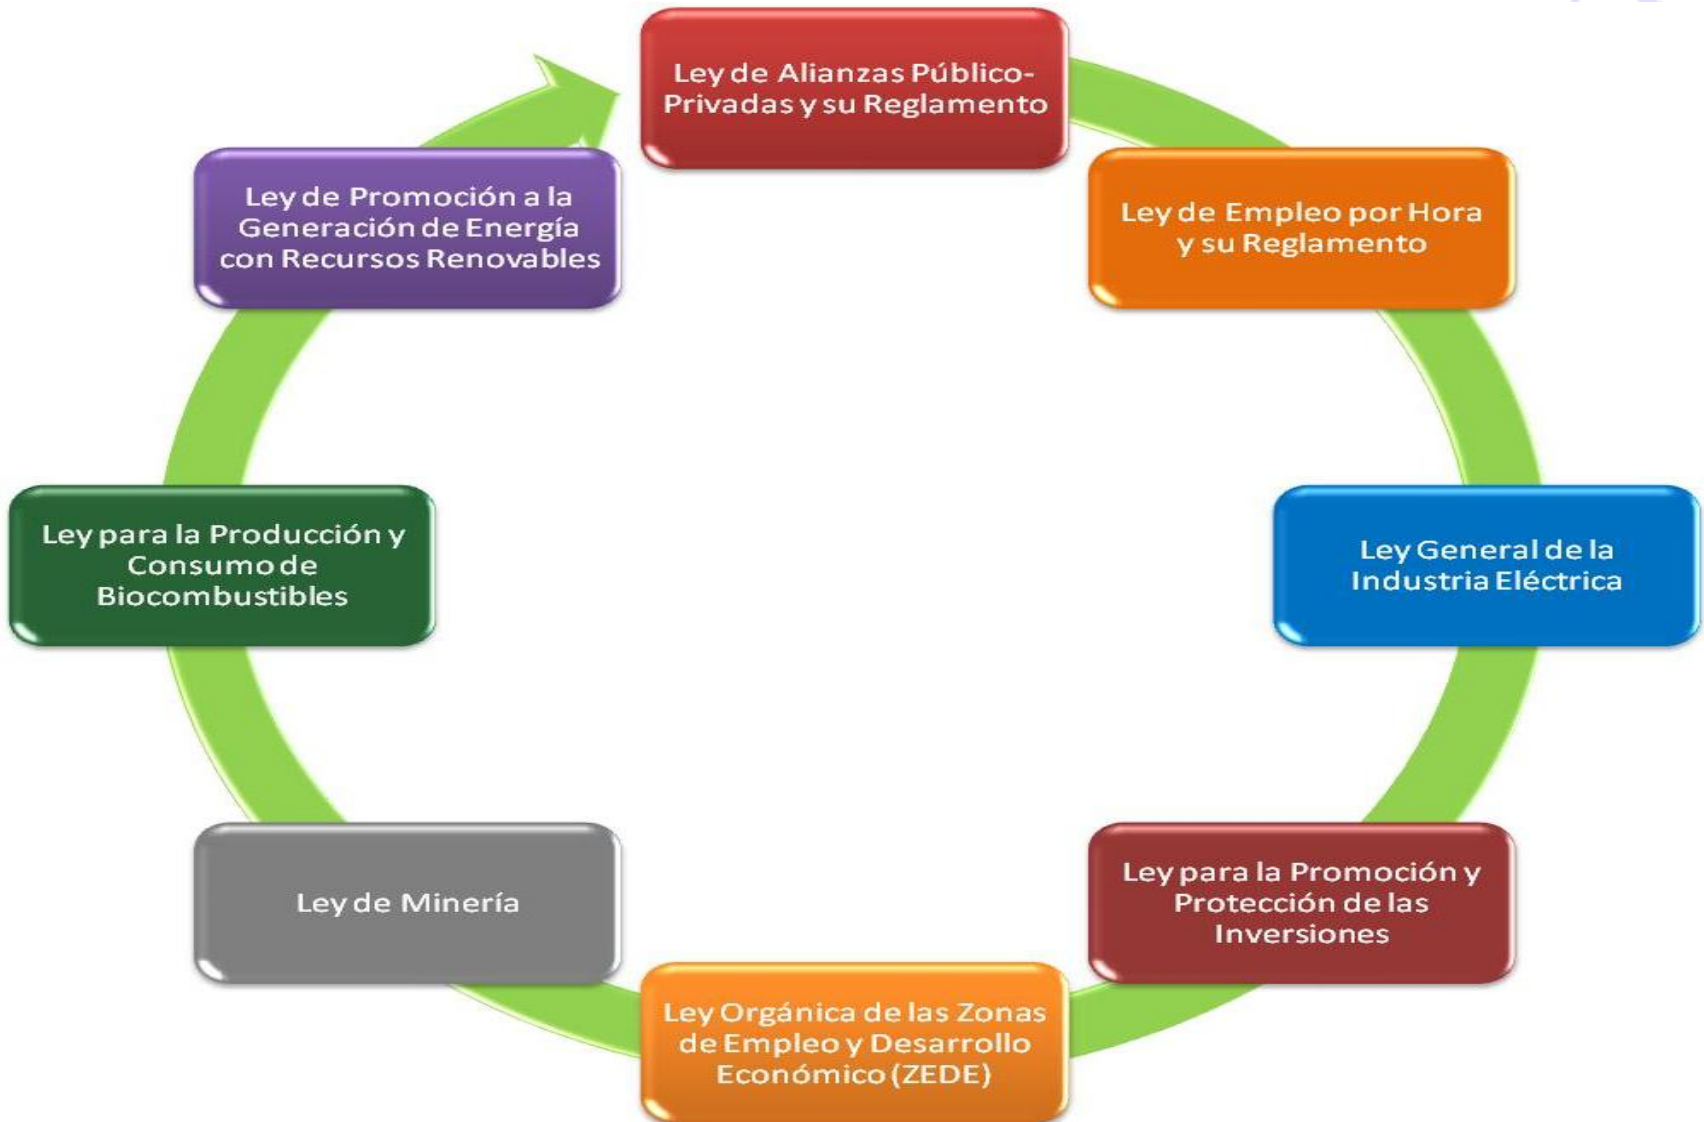 Ley de Alianzas Público-
Privadas y su Reglamento
Ley de Empleo por Hora
y su Reglamento
Ley General de la
Industria Eléctrica
Ley para la Promoción y
Protección de las
Inversiones
Ley Orgánica de las Zonas
de Empleo y Desarrollo
Económico (ZEDE)
Ley de Minería
Ley para la Producción y
Consumo de
Biocombustibles
Ley de Promoción a la
Generación de Energía
con Recursos Renovables